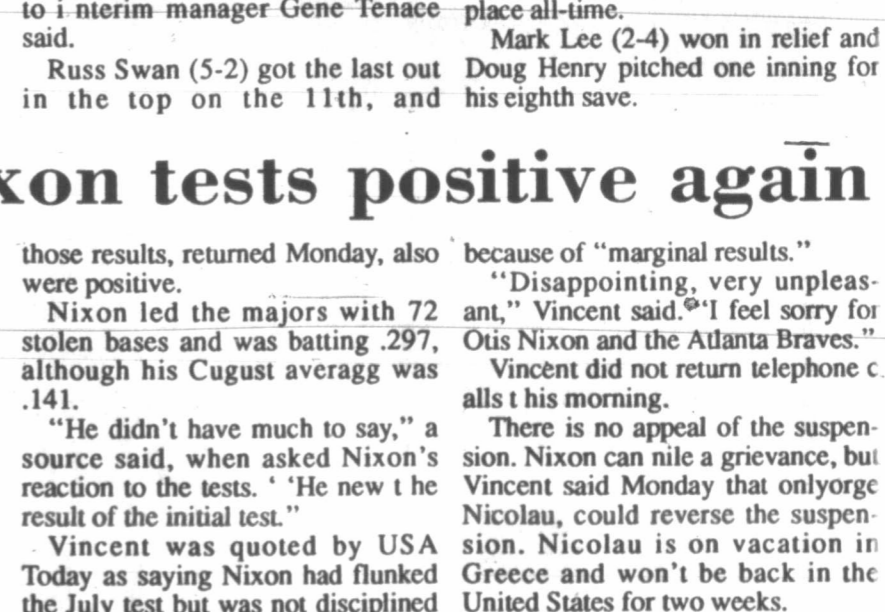 to i nterim manager Gene Tenace
said.
Russ Swan (5-2) got the last out
in the top on the 11th, and
place all-time.
Mark Lee (2-4) won in relief and
Doug Henry pitched one inning for
his eighth save.
xon tests positive again
those results, returned Monday, also
were positive.
Nixon led the majors with 72
stolen bases and was batting .297,
although his Cugust averagg was
.141.
"He didn't have much to say," a
source said, when asked Nixon's
reaction to the tests. ‘ ‘He new t he
result of the initial test."
Vincent was quoted by USA
Today as saying Nixon had flunked
the July test but was not disciplined
because of "marginal results."
"Disappointing, very unpleas-
ant," Vincent said. "I feel sorry for
Otis Nixon and the Atlanta Braves."
Vincent did not return telephone c
alls t his morning.
There is no appeal of the suspen-
sion. Nixon can nile a grievance, but
Vincent said Monday that onlyorge
Nicolau, could reverse the suspen-
sion. Nicolau is on vacation in
Greece and won't be back in the
United States for two weeks.